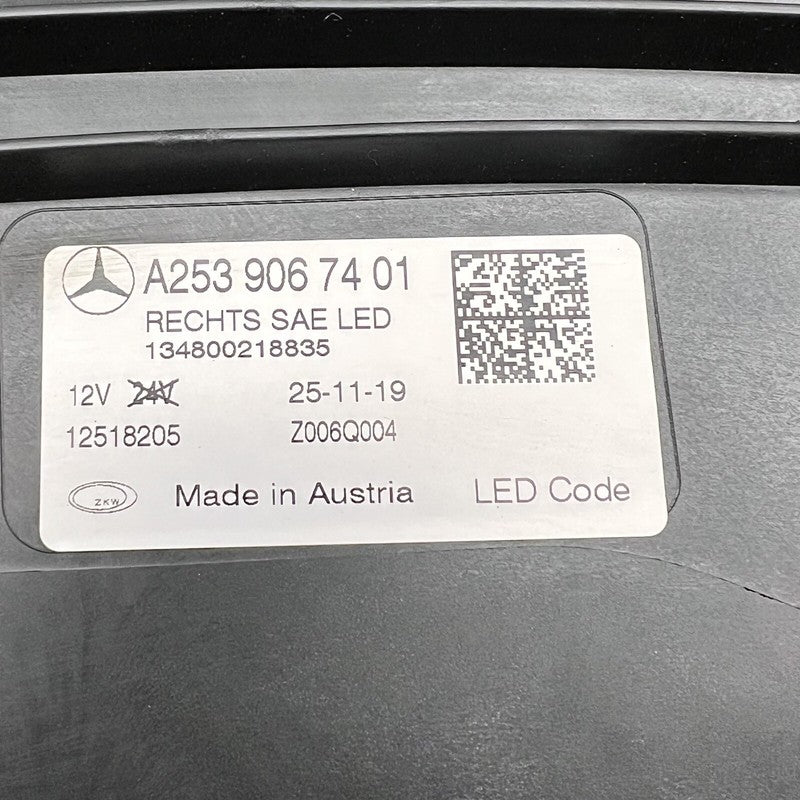 A253 906 74 01
RECHTS SAE LED
134800218835
12V 24V 25-11-19
12518205 Z006Q004
ZKW Made in Austria LED Code